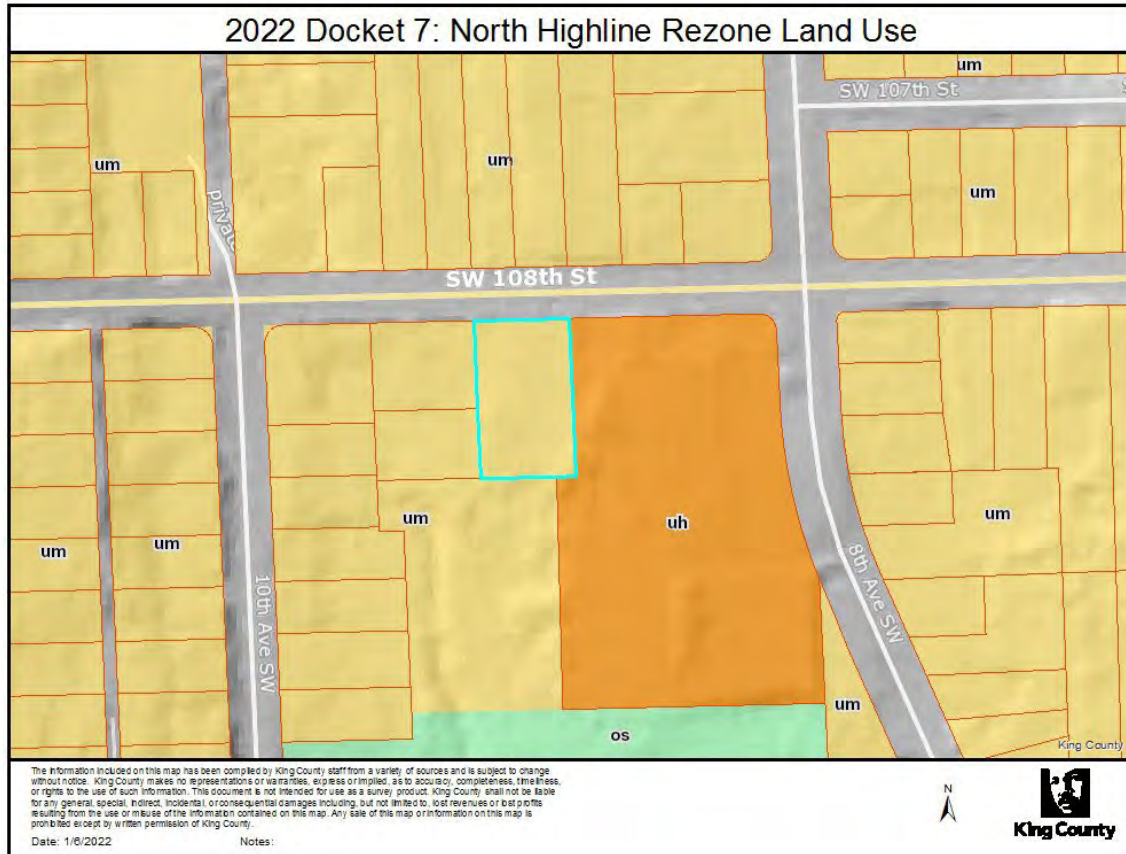 2022 Docket 7: North Highline Rezone Land Use
um
SW 107th St
um
um
private
um
SW 108th St
um
uh
um
um
um
10th Ave SW
8th Ave SW
um
os
King County
The information included on this map has been compiled by King County staff from a variety of sources and is subject to change
without notice. King County makes no representations or warranties, express or implied, as to accuracy, completeness, timeliness,
or rights to the use of such information. This document is not intended for use as a survey product. King County shall not be liable
for any general, special, indirect, incidental, or consequential damages including, but not limited to, lost revenues or lost profits
resulting from the use or misuse of the information contained on this map. Any sale of this map or information on this map is
prohibited except by written permission of King County.
Date: 1/6/2022 Notes:
N
King County